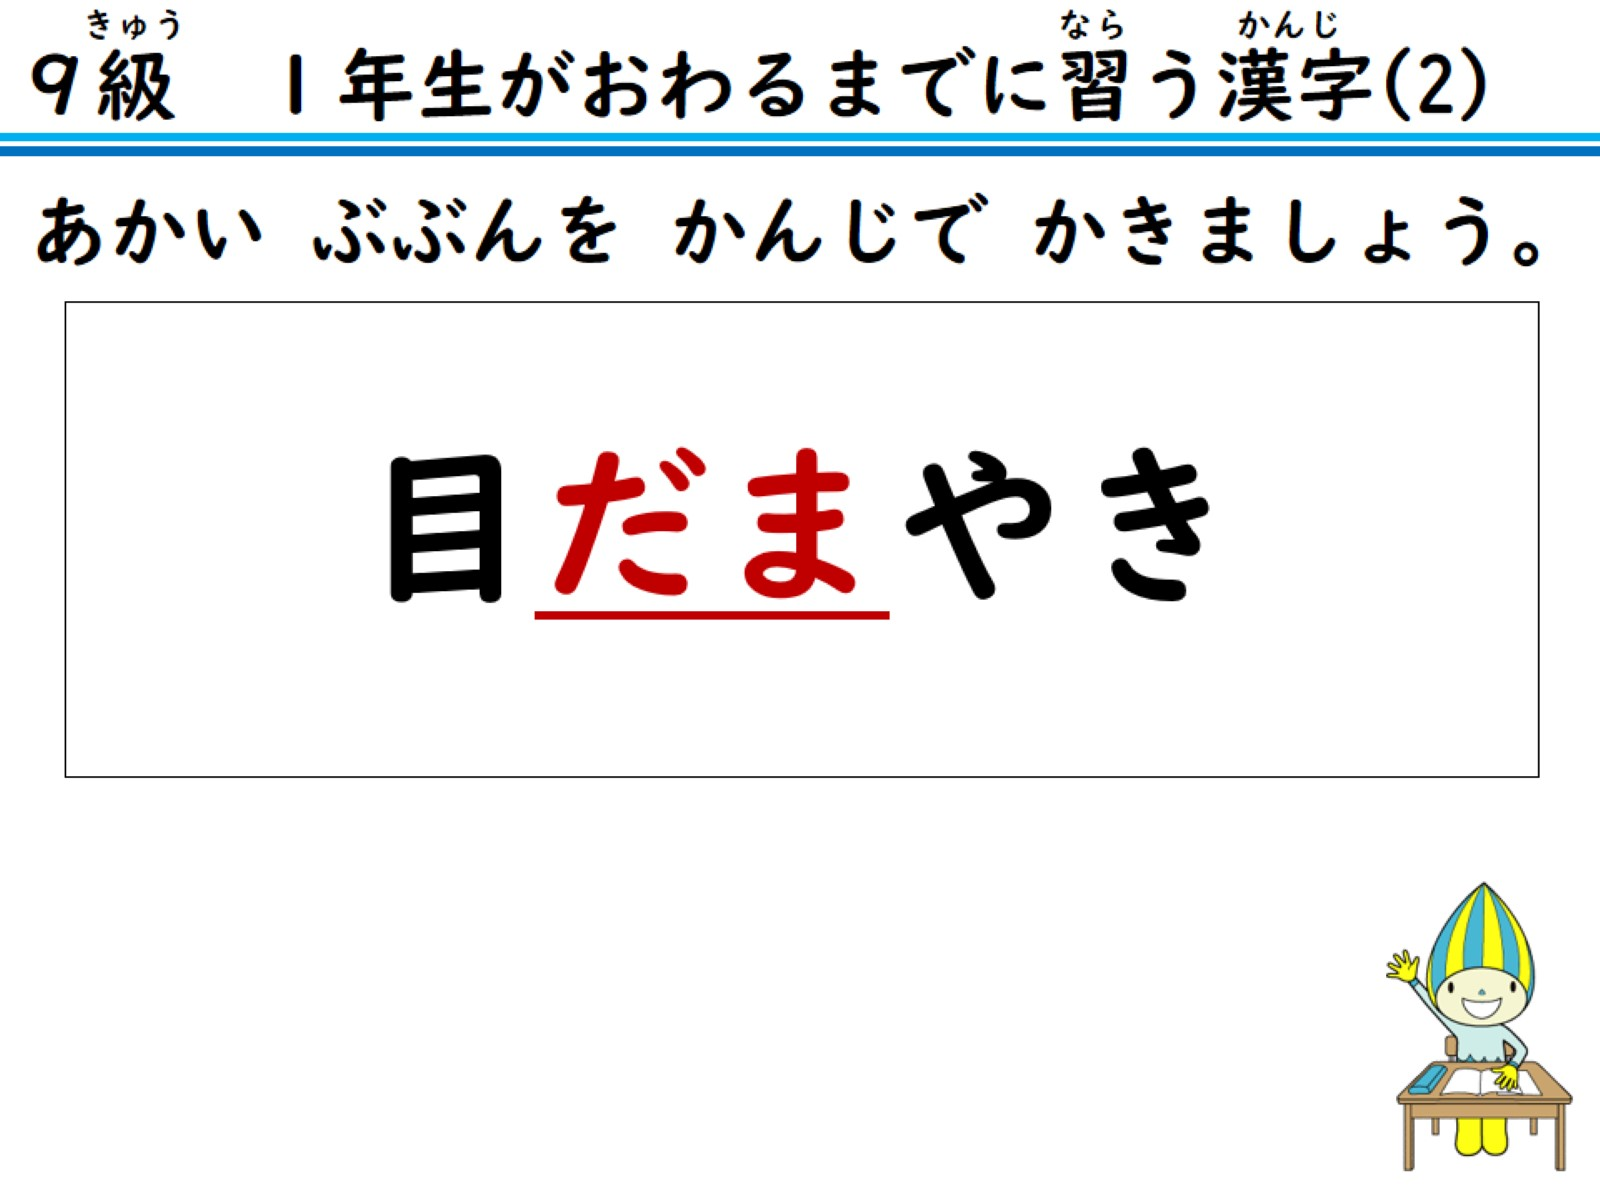 きゅう なら かんじ
9級 1年生がおわるまでに習う漢字(2)
あかい ぶぶんを かんじで かきましょう。
目だまやき